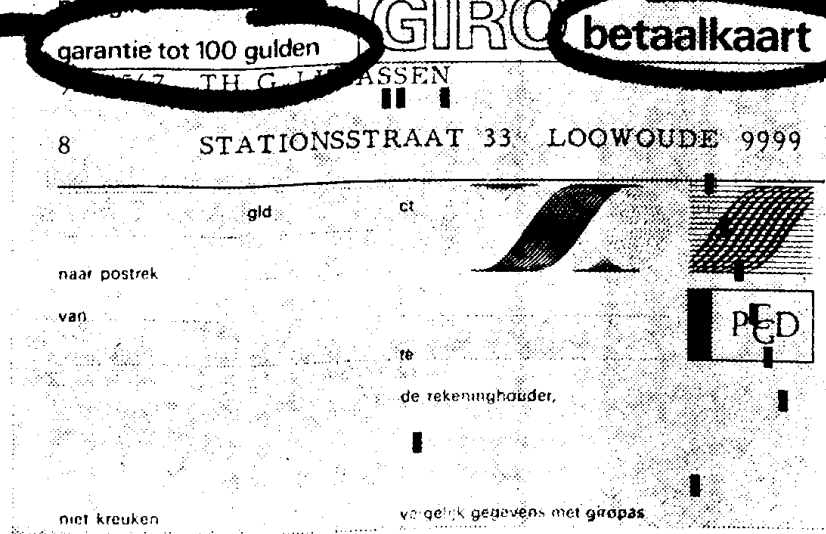 garantie tot 100 gulden
GIRO
betaalkaart
TH G
8 STATIONSSTRAAT 33 LOOWOUDE 9999
gld ct
naar postrek
van
te
de rekeninghouder,
niet kreuken
vergelijk gegevens met giropas